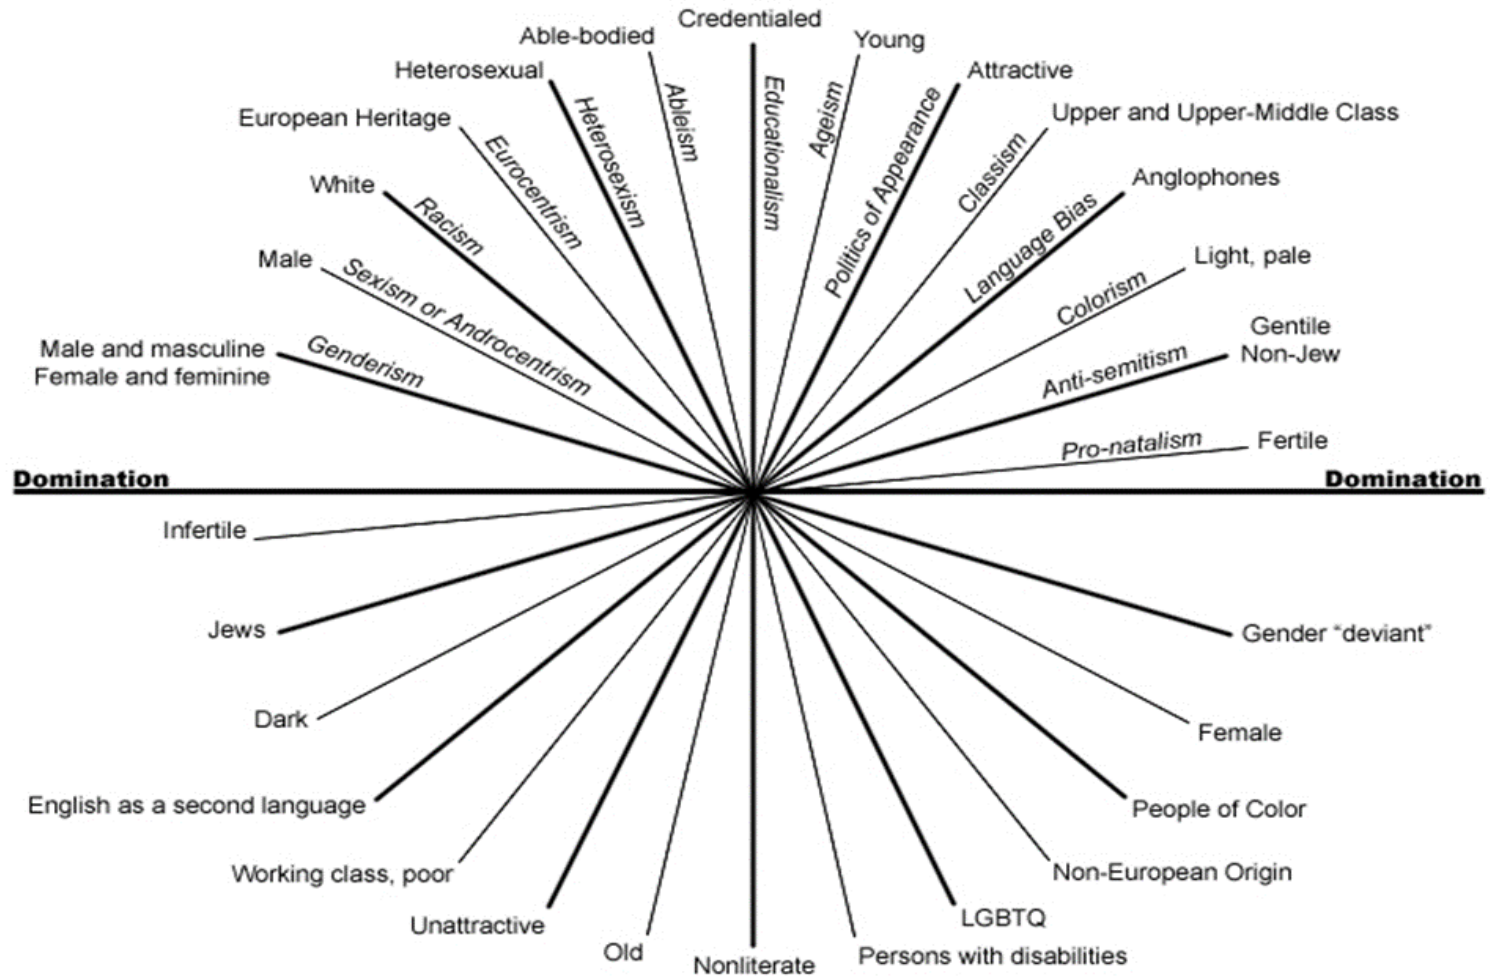 Credentialed
Able-bodied
Young
Heterosexual
Attractive
European Heritage
Upper and Upper-Middle Class
White
Anglophones
Male
Light, pale
Male and masculine
Female and feminine
Gentile
Non-Jew
Fertile
Genderism
Sexism or Androcentrism
Racism
Eurocentrism
Heterosexism
Ableism
Educationalism
Ageism
Politics of Appearance
Classism
Language Bias
Colorism
Anti-semitism
Pro-natalism
Domination
Domination
Infertile
Jews
Gender “deviant”
Dark
Female
English as a second language
People of Color
Working class, poor
Non-European Origin
Unattractive
LGBTQ
Old
Persons with disabilities
Nonliterate